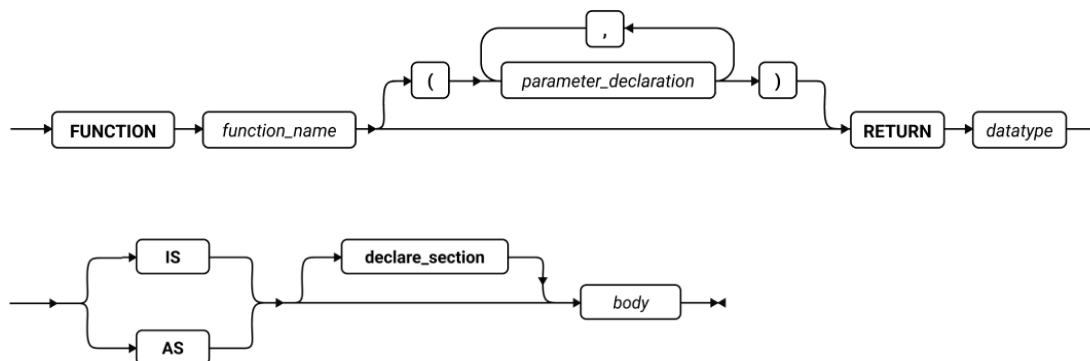 ,
( parameter_declaration )
FUNCTION function_name RETURN datatype
IS declare_section
body
AS